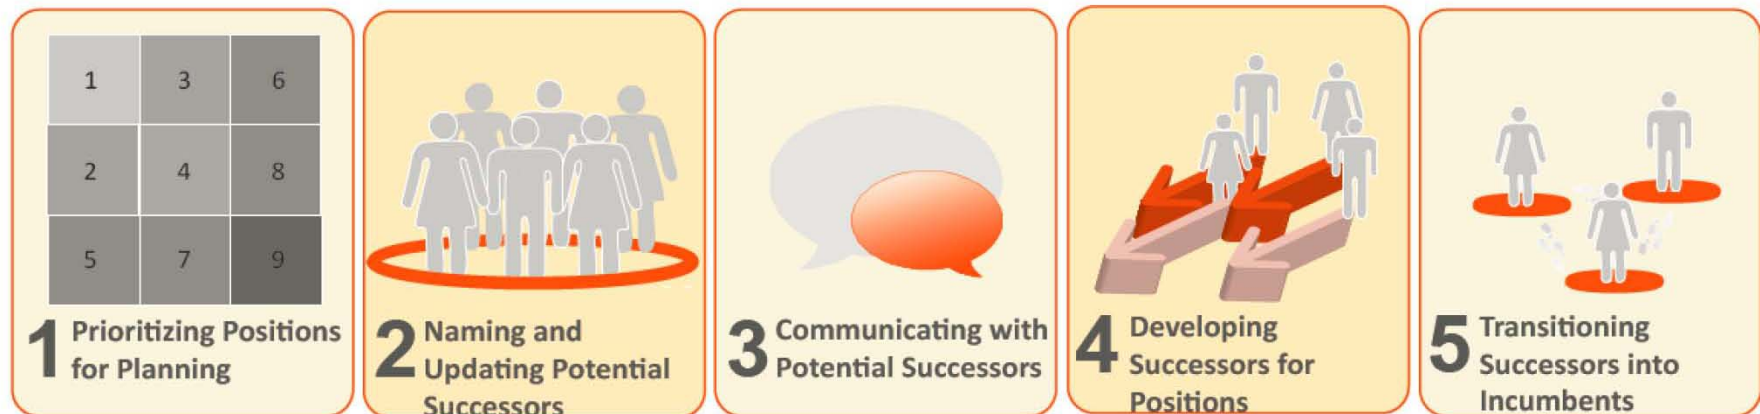 1 3 6
2 4 8
5 7 9
1 Prioritizing Positions
for Planning
2 Naming and
Updating Potential
Successors
3 Communicating with
Potential Successors
4 Developing
Successors for
Positions
5 Transitioning
Successors into
Incumbents